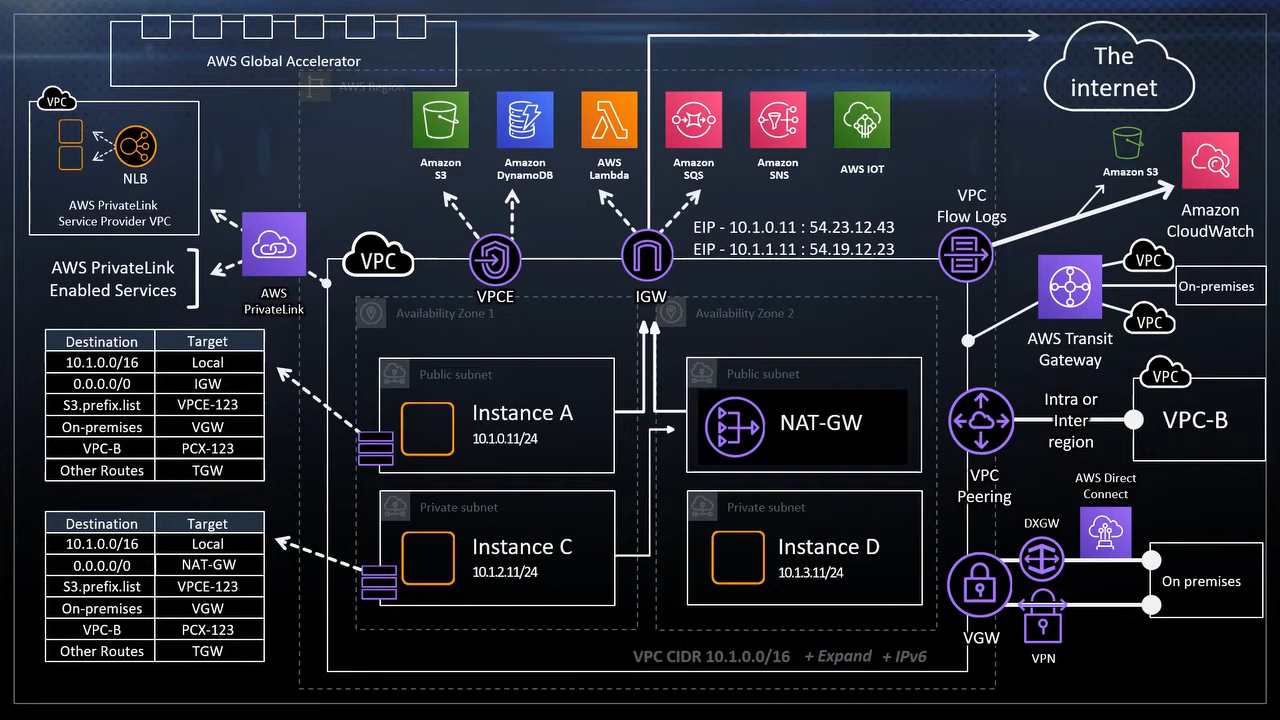 AWS Global Accelerator
AWS Region
The
internet
VPC
NLB
AWS PrivateLink
Service Provider VPC
AWS PrivateLink
Enabled Services
AWS
PrivateLink
Amazon
S3
Amazon
DynamoDB
AWS
Lambda
Amazon
SQS
Amazon
SNS
AWS IOT
Amazon S3
Amazon
CloudWatch
VPC
Flow Logs
EIP - 10.1.0.11 : 54.23.12.43
EIP - 10.1.1.11 : 54.19.12.23
VPC
VPCE
IGW
VPC
On-premises
VPC
AWS Transit
Gateway
Availability Zone 1
Availability Zone 2
Destination Target
10.1.0.0/16 Local
0.0.0.0/0 IGW
S3.prefix.list VPCE-123
On-premises VGW
VPC-B PCX-123
Other Routes TGW
Public subnet
Instance A
10.1.0.11/24
Public subnet
NAT-GW
VPC
Peering
Intra or
Inter
region
VPC
VPC-B
Destination Target
10.1.0.0/16 Local
0.0.0.0/0 NAT-GW
S3.prefix.list VPCE-123
On-premises VGW
VPC-B PCX-123
Other Routes TGW
Private subnet
Instance C
10.1.2.11/24
Private subnet
Instance D
10.1.3.11/24
AWS Direct
Connect
DXGW
On premises
VGW
VPN
VPC CIDR 10.1.0.0/16 + Expand + IPv6